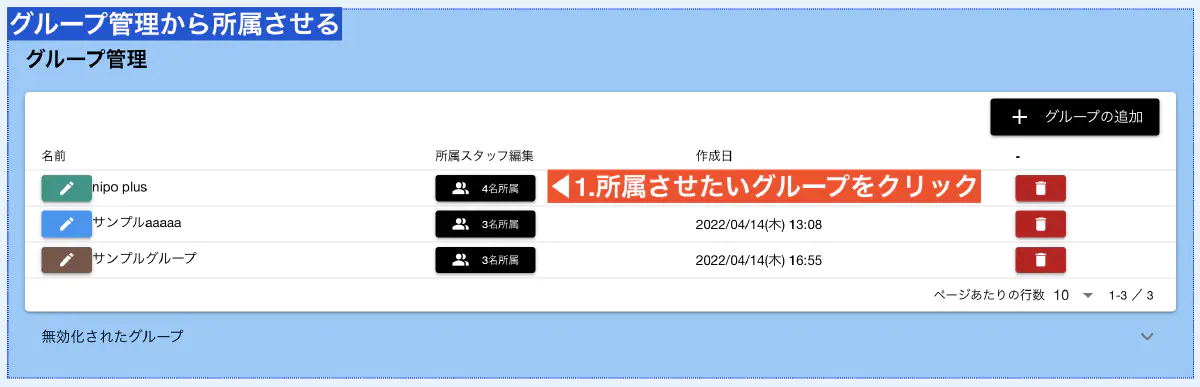 グループ管理から所属させる
グループ管理
グループの追加
名前 所属スタッフ編集 作成日 -
nipo plus 4名所属 ◀1.所属させたいグループをクリック
サンプルaaaaa 3名所属 2022/04/14(木) 13:08
サンプルグループ 3名所属 2022/04/14(木) 16:55
ページあたりの行数 10 1-3 / 3
無効化されたグループ